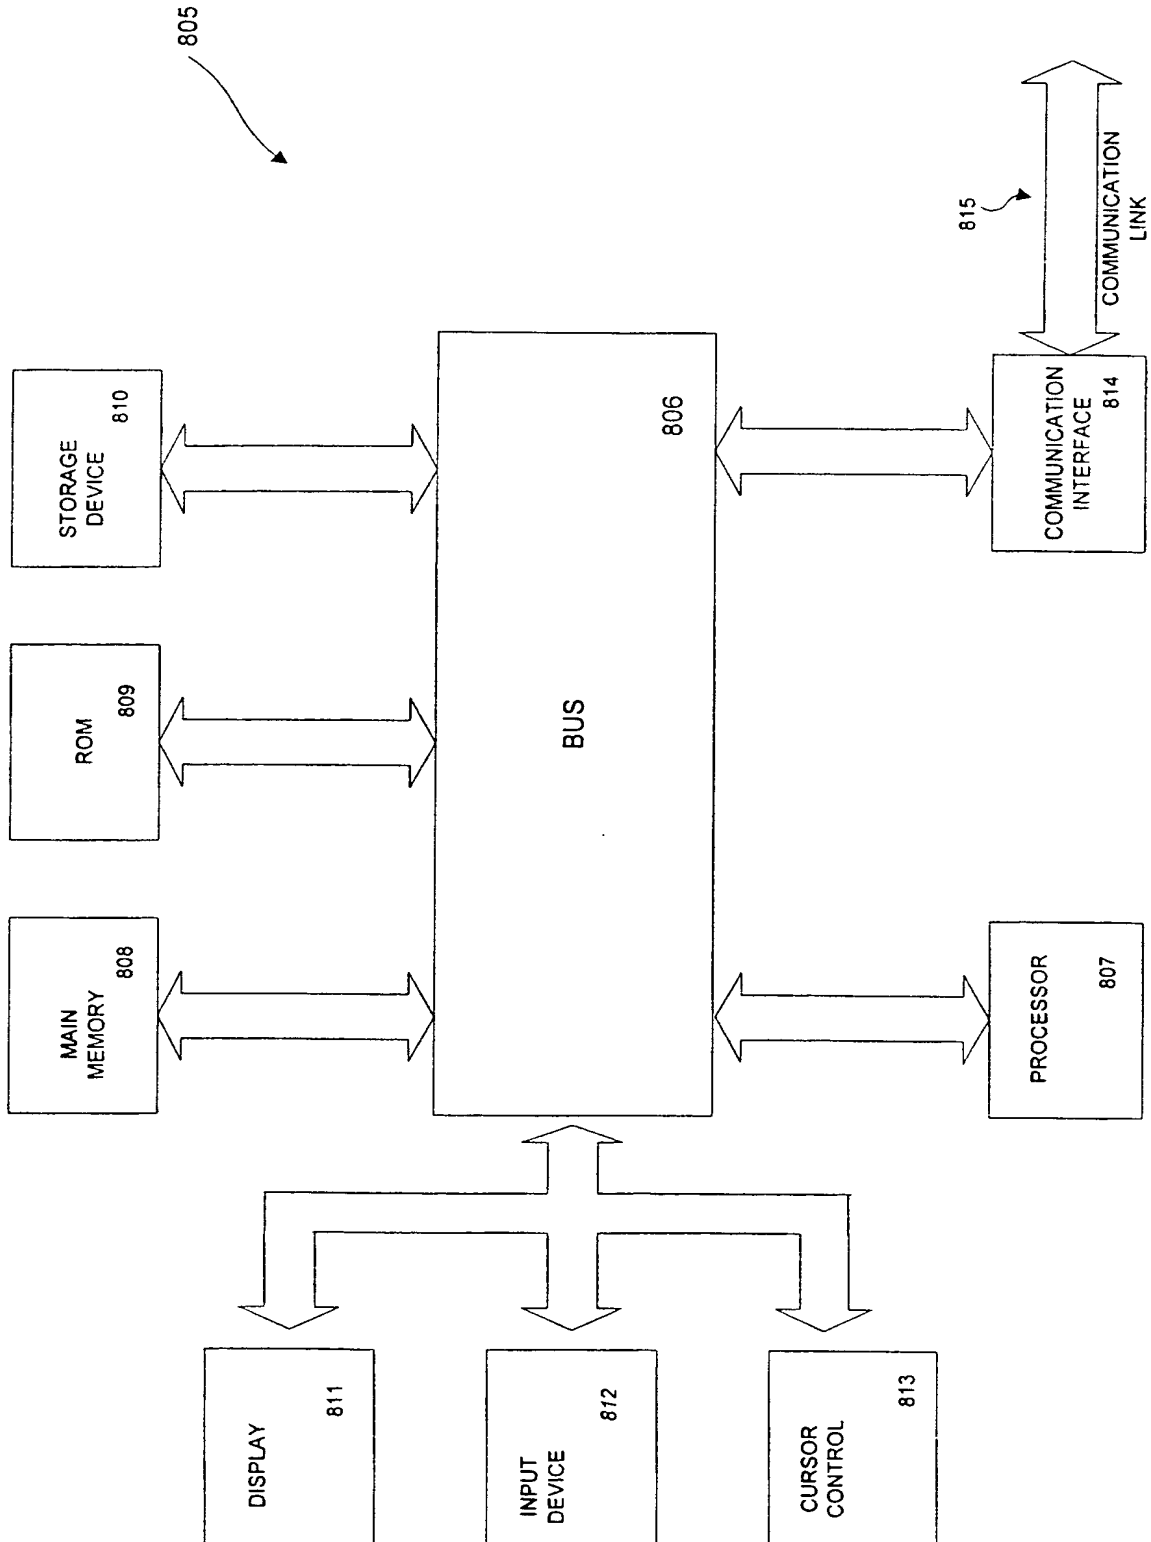 805
MAIN
MEMORY
808
ROM
809
STORAGE
DEVICE
810
DISPLAY
811
INPUT
DEVICE
812
CURSOR
CONTROL
813
BUS
806
PROCESSOR
807
COMMUNICATION
INTERFACE
814
815
COMMUNICATION
LINK